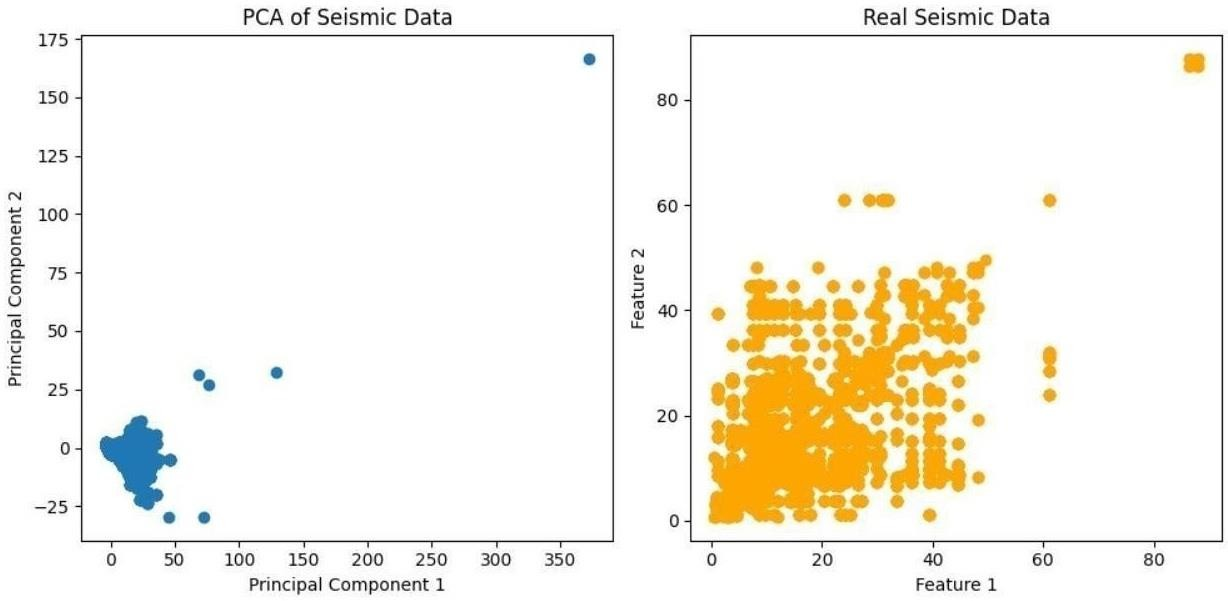 PCA of Seismic Data
175
150
125
100
75
50
25
0
−25
Principal Component 2
0 50 100 150 200 250 300 350
Principal Component 1
Real Seismic Data
80
60
40
20
0
Feature 2
0 20 40 60 80
Feature 1